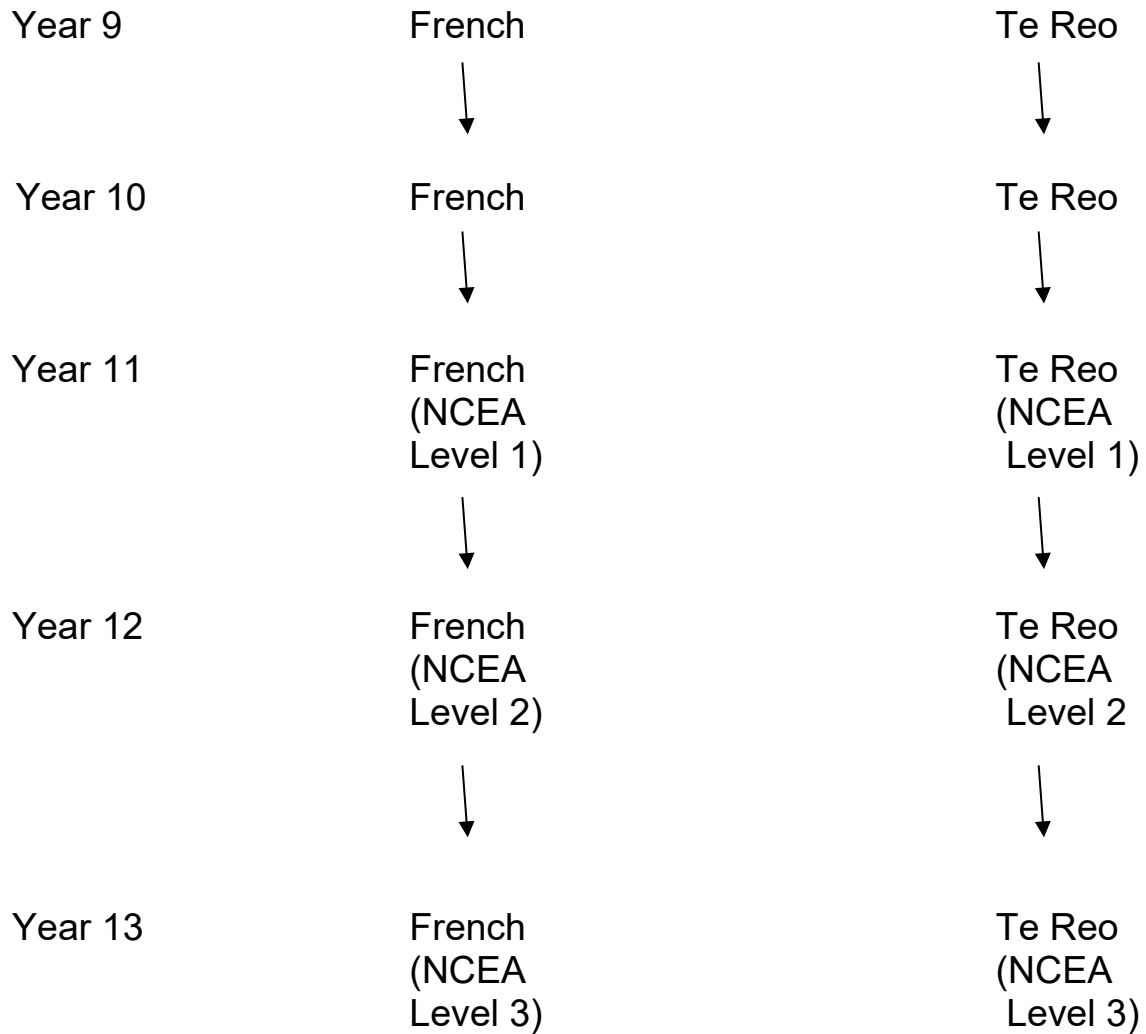 Year 9 French Te Reo
Year 10 French Te Reo
Year 11 French Te Reo
(NCEA (NCEA
Level 1) Level 1)
Year 12 French Te Reo
(NCEA (NCEA
Level 2) Level 2
Year 13 French Te Reo
(NCEA (NCEA
Level 3) Level 3)